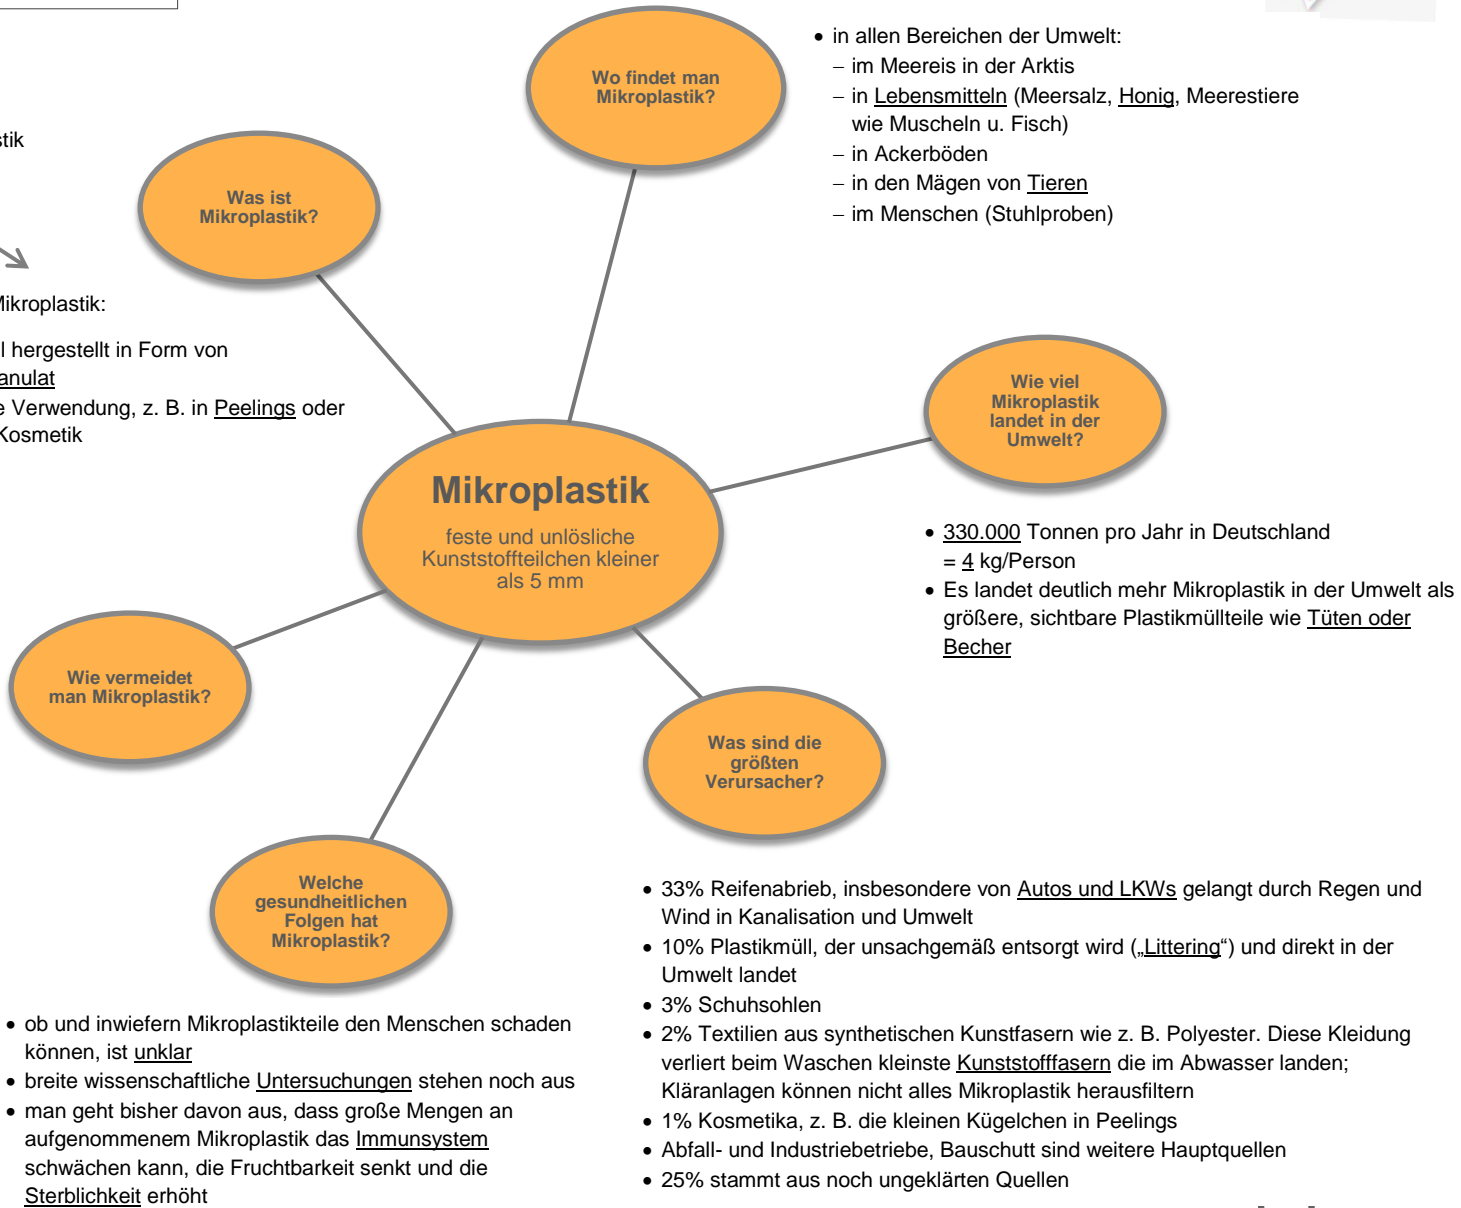 Wo findet man
Mikroplastik?
• in allen Bereichen der Umwelt:
– im Meereis in der Arktis
– in Lebensmitteln (Meersalz, Honig, Meerestiere
wie Muscheln u. Fisch)
– in Ackerböden
– in den Mägen von Tieren
– im Menschen (Stuhlproben)
Was ist
Mikroplastik?
Mikroplastik:
hergestellt in Form von
Verwendung, z. B. in Peelings oder
Kosmetik
Wie viel
Mikroplastik
landet in der
Umwelt?
• 330.000 Tonnen pro Jahr in Deutschland
= 4 kg/Person
• Es landet deutlich mehr Mikroplastik in der Umwelt als
größere, sichtbare Plastikmüllteile wie Tüten oder
Becher
Mikroplastik
feste und unlösliche
Kunststoffteilchen kleiner
als 5 mm
Wie vermeidet
man Mikroplastik?
Was sind die
größten
Verursacher?
• 33% Reifenabrieb, insbesondere von Autos und LKWs gelangt durch Regen und
Wind in Kanalisation und Umwelt
• 10% Plastikmüll, der unsachgemäß entsorgt wird („Littering“) und direkt in der
Umwelt landet
• 3% Schuhsohlen
• 2% Textilien aus synthetischen Kunstfasern wie z. B. Polyester. Diese Kleidung
verliert beim Waschen kleinste Kunststofffasern die im Abwasser landen;
Kläranlagen können nicht alles Mikroplastik herausfiltern
• 1% Kosmetika, z. B. die kleinen Kügelchen in Peelings
• Abfall- und Industriebetriebe, Bauschutt sind weitere Hauptquellen
• 25% stammt aus noch ungeklärten Quellen
Welche
gesundheitlichen
Folgen hat
Mikroplastik?
• ob und inwiefern Mikroplastikteile den Menschen schaden
können, ist unklar
• breite wissenschaftliche Untersuchungen stehen noch aus
• man geht bisher davon aus, dass große Mengen an
aufgenommenem Mikroplastik das Immunsystem
schwächen kann, die Fruchtbarkeit senkt und die
Sterblichkeit erhöht